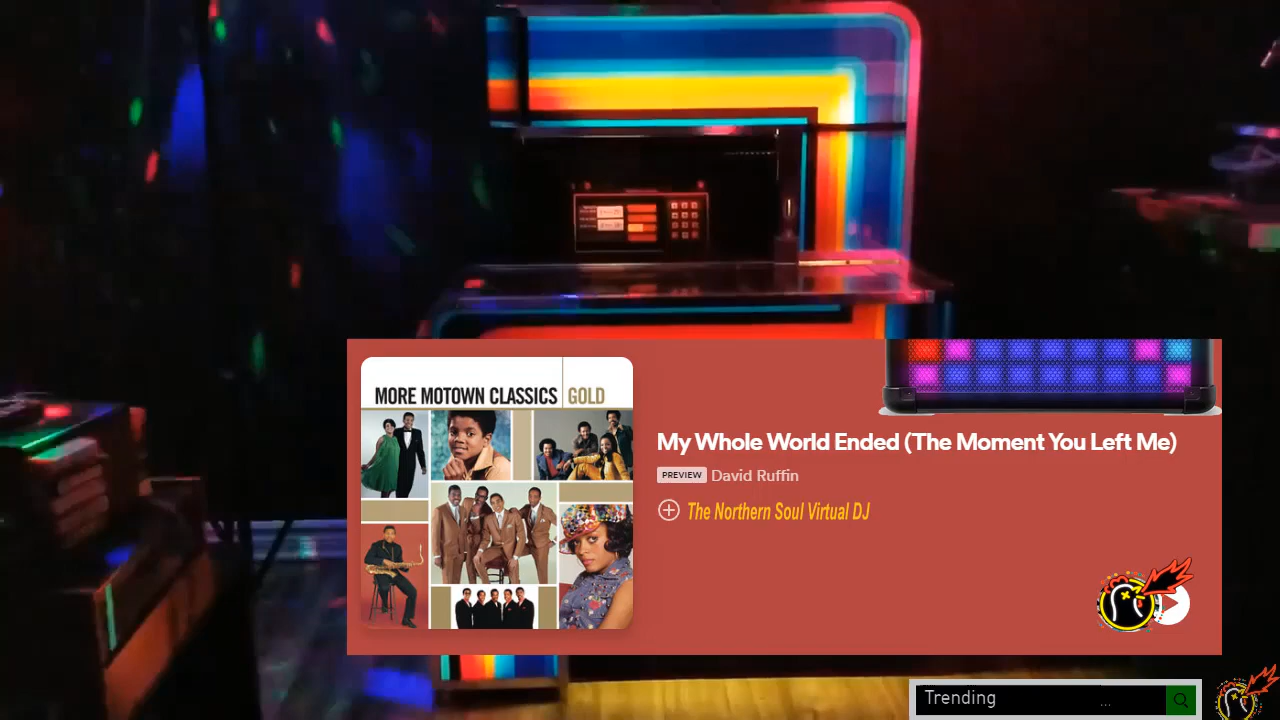 MORE MOTOWN CLASSICS GOLD
My Whole World Ended (The Moment You Left Me)
PREVIEW David Ruffin
The Northern Soul Virtual DJ
Trending ...